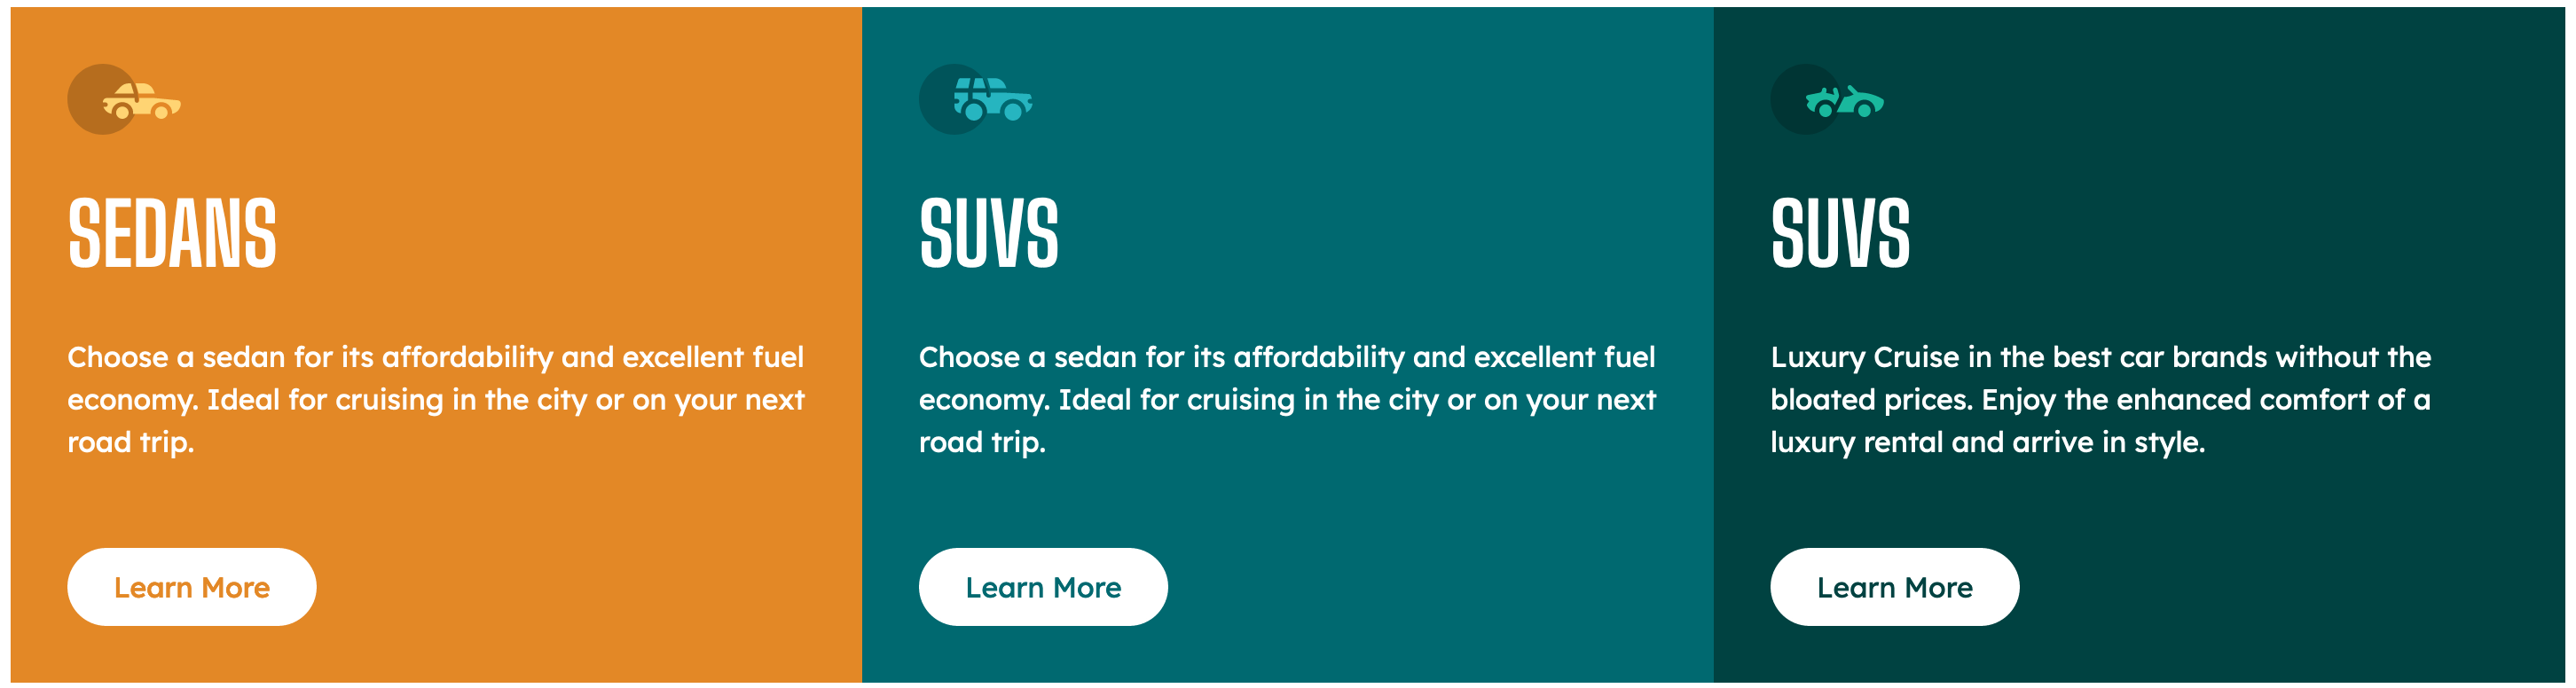 SEDANS
Choose a sedan for its affordability and excellent fuel
economy. Ideal for cruising in the city or on your next
road trip.
Learn More
SUVS
Choose a sedan for its affordability and excellent fuel
economy. Ideal for cruising in the city or on your next
road trip.
Learn More
SUVS
Luxury Cruise in the best car brands without the
bloated prices. Enjoy the enhanced comfort of a
luxury rental and arrive in style.
Learn More